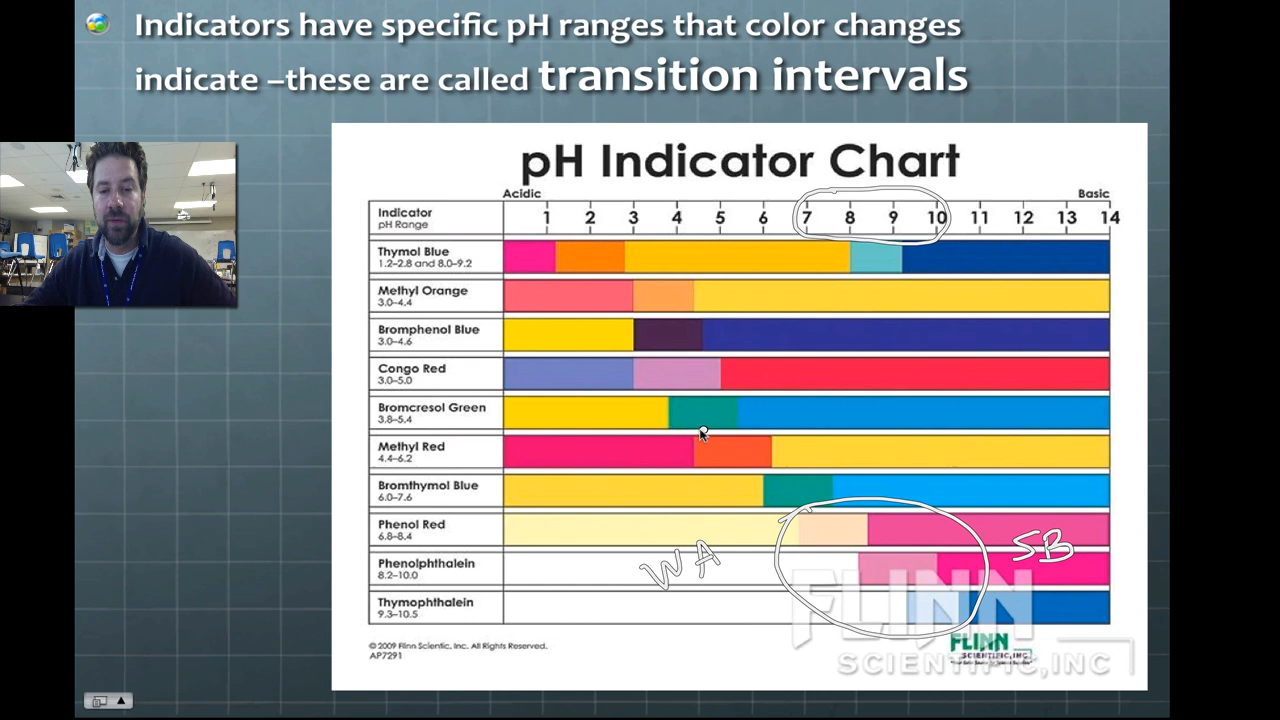 Indicators have specific pH ranges that color changes
indicate –these are called transition intervals
pH Indicator Chart
Acidic
Basic
Indicator
pH Range
1 2 3 4 5 6 7 8 9 10 11 12 13 14
Thymol Blue
1.2–2.8 and 8.0–9.2
Methyl Orange
3.0–4.4
Bromphenol Blue
3.0–4.6
Congo Red
3.0–5.0
Bromcresol Green
3.8–5.4
Methyl Red
4.4–6.2
Bromthymol Blue
6.0–7.6
Phenol Red
6.8–8.4
SB
WA
Phenolphthalein
8.2–10.0
Thymophthalein
9.3–10.5
FLINN
SCIENTIFIC, INC
© 2009 Flinn Scientic, Inc. All Rights Reserved.
AP7291
FLINN
SCIENTIFIC, INC.